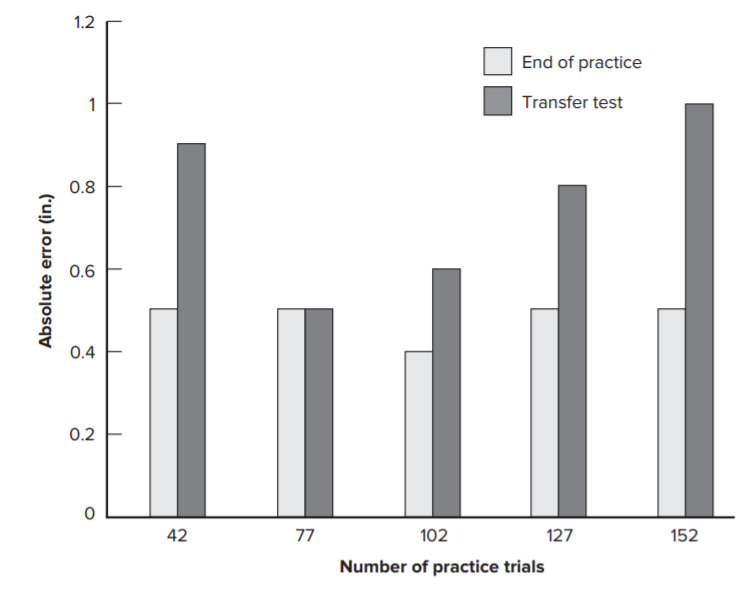 1.2
1
0.8
0.6
0.4
0.2
0
Absolute error (in.)
End of practice
Transfer test
42 77 102 127 152
Number of practice trials